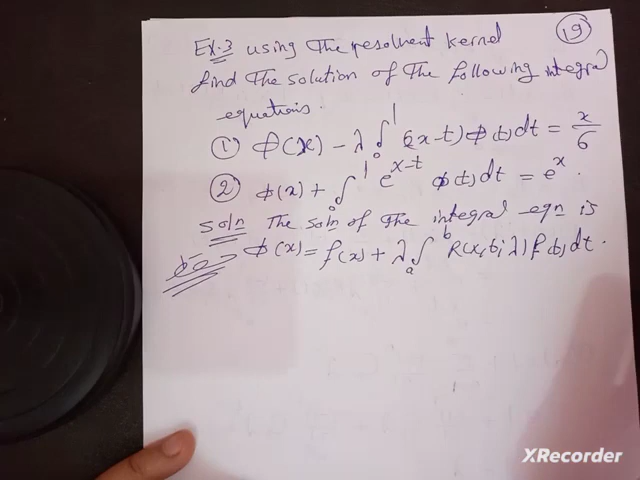 19
Ex.3 using The resolvent kernel
find The solution of The following integral
equations.
① φ(x) − λ ∫₀¹ (x−t) φ(t) dt = x/6
② φ(x) + ∫₀¹ e^(x−t) φ(t) dt = e^x.
Soln The soln of The integral eqn is
φ(x) = f(x) + λ ∫ₐᵇ R(x,t;λ) f(t) dt.
XRecorder